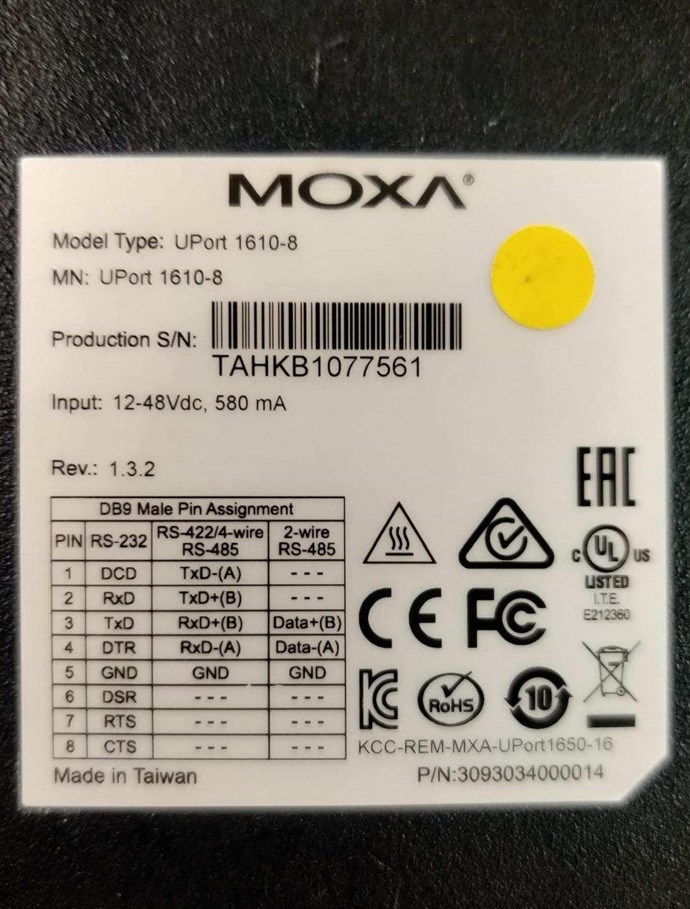 MOXA®
Model Type: UPort 1610-8
MN: UPort 1610-8
Production S/N:
TAHKB1077561
Input: 12-48Vdc, 580 mA
Rev.: 1.3.2
DB9 Male Pin Assignment
PIN RS-232 RS-422/4-wire RS-485 2-wire RS-485
1 DCD TxD-(A) - - -
2 RxD TxD+(B) - - -
3 TxD RxD+(B) Data+(B)
4 DTR RxD-(A) Data-(A)
5 GND GND GND
6 DSR - - - - - -
7 RTS - - - - - -
8 CTS - - - - - -
Made in Taiwan
EAC
C UL US
LISTED
I.T.E.
E212360
CE FC
KC RoHS 10
KCC-REM-MXA-UPort1650-16
P/N:3093034000014